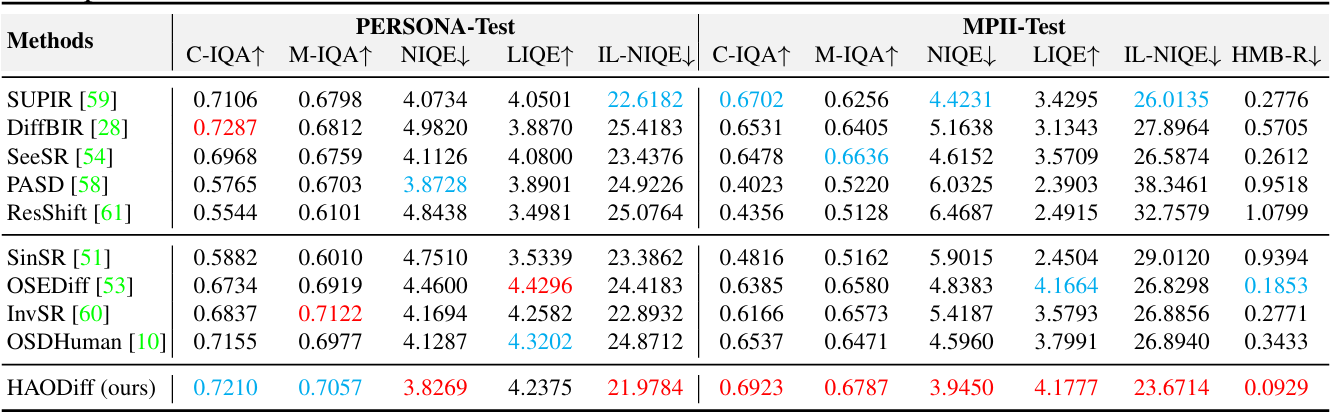 Methods PERSONA-Test MPII-Test
C-IQA↑ M-IQA↑ NIQE↓ LIQE↑ IL-NIQE↓ C-IQA↑ M-IQA↑ NIQE↓ LIQE↑ IL-NIQE↓ HMB-R↓
SUPIR [59] 0.7106 0.6798 4.0734 4.0501 22.6182 0.6702 0.6256 4.4231 3.4295 26.0135 0.2776
DiffBIR [28] 0.7287 0.6812 4.9820 3.8870 25.4183 0.6531 0.6405 5.1638 3.1343 27.8964 0.5705
SeeSR [54] 0.6968 0.6759 4.1126 4.0800 23.4376 0.6478 0.6636 4.6152 3.5709 26.5874 0.2612
PASD [58] 0.5765 0.6703 3.8728 3.8901 24.9226 0.4023 0.5220 6.0325 2.3903 38.3461 0.9518
ResShift [61] 0.5544 0.6101 4.8438 3.4981 25.0764 0.4356 0.5128 6.4687 2.4915 32.7579 1.0799
SinSR [51] 0.5882 0.6010 4.7510 3.5339 23.3862 0.4816 0.5162 5.9015 2.4504 29.0120 0.9394
OSEDiff [53] 0.6734 0.6919 4.4600 4.4296 24.4183 0.6385 0.6580 4.8383 4.1664 26.8298 0.1853
InvSR [60] 0.6837 0.7122 4.1694 4.2582 22.8932 0.6166 0.6573 5.4187 3.5793 26.8856 0.2771
OSDHuman [10] 0.7155 0.6977 4.1287 4.3202 24.8712 0.6537 0.6471 4.5960 3.7991 26.8940 0.3433
HAODiff (ours) 0.7210 0.7057 3.8269 4.2375 21.9784 0.6923 0.6787 3.9450 4.1777 23.6714 0.0929